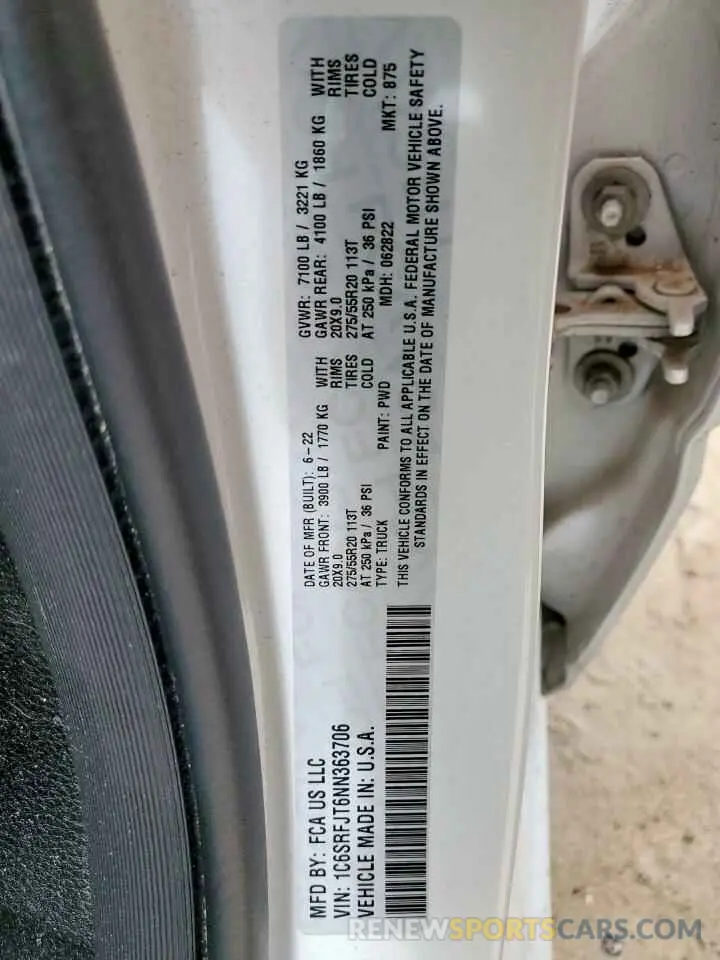 MFD BY: FCA US LLC
DATE OF MFR (BUILT): 6-22
GVWR: 7100 LB / 3221 KG
GAWR FRONT: 3900 LB / 1770 KG WITH
GAWR REAR: 4100 LB / 1860 KG WITH
20X9.0 RIMS
20X9.0 RIMS
275/55R20 113T TIRES
275/55R20 113T TIRES
AT 250 kPa / 36 PSI COLD
AT 250 kPa / 36 PSI COLD
VIN: 1C6SRFJT6NN363706
TYPE: TRUCK PAINT: PWD MDH: 062822 MKT: 875
VEHICLE MADE IN: U.S.A.
THIS VEHICLE CONFORMS TO ALL APPLICABLE U.S.A. FEDERAL MOTOR VEHICLE SAFETY
STANDARDS IN EFFECT ON THE DATE OF MANUFACTURE SHOWN ABOVE.
RENEWSPORTSCARS.COM